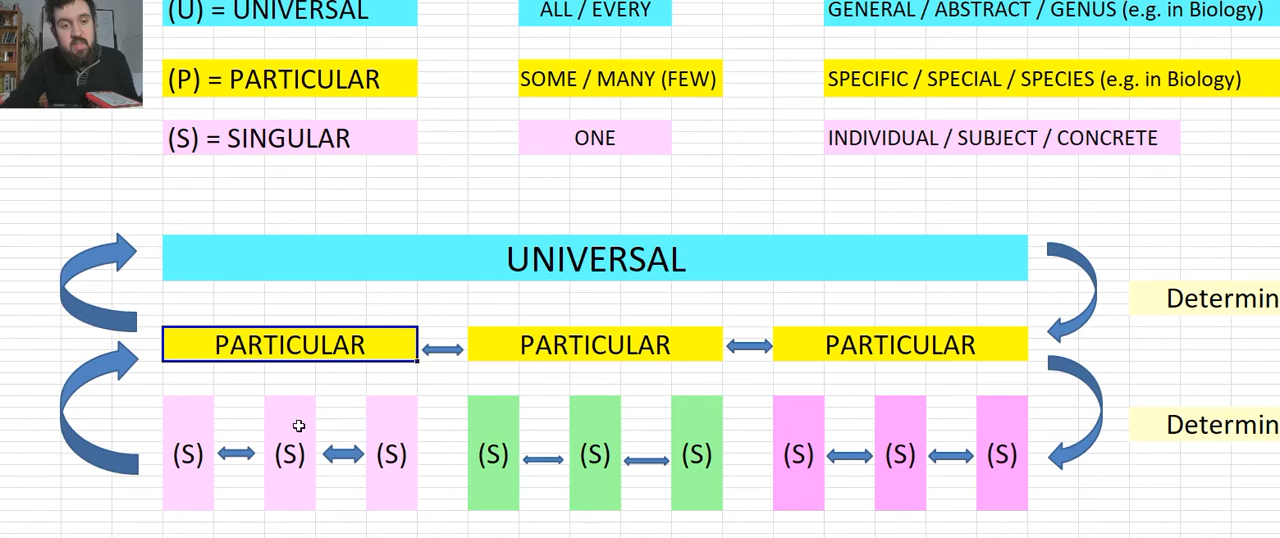 (U) = UNIVERSAL ALL / EVERY GENERAL / ABSTRACT / GENUS (e.g. in Biology)
(P) = PARTICULAR SOME / MANY (FEW) SPECIFIC / SPECIAL / SPECIES (e.g. in Biology)
(S) = SINGULAR ONE INDIVIDUAL / SUBJECT / CONCRETE
UNIVERSAL
Determin
PARTICULAR PARTICULAR PARTICULAR
Determin
(S) (S) (S) (S) (S) (S) (S) (S) (S)